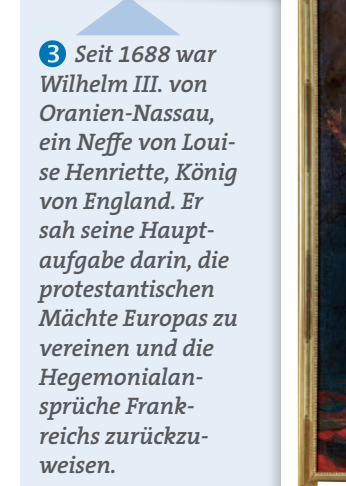 3 Seit 1688 war
Wilhelm III. von
Oranien-Nassau,
ein Neffe von Loui-
se Henriette, König
von England. Er
sah seine Haupt-
aufgabe darin, die
protestantischen
Mächte Europas zu
vereinen und die
Hegemonialan-
sprüche Frank-
reichs zurückzu-
weisen.